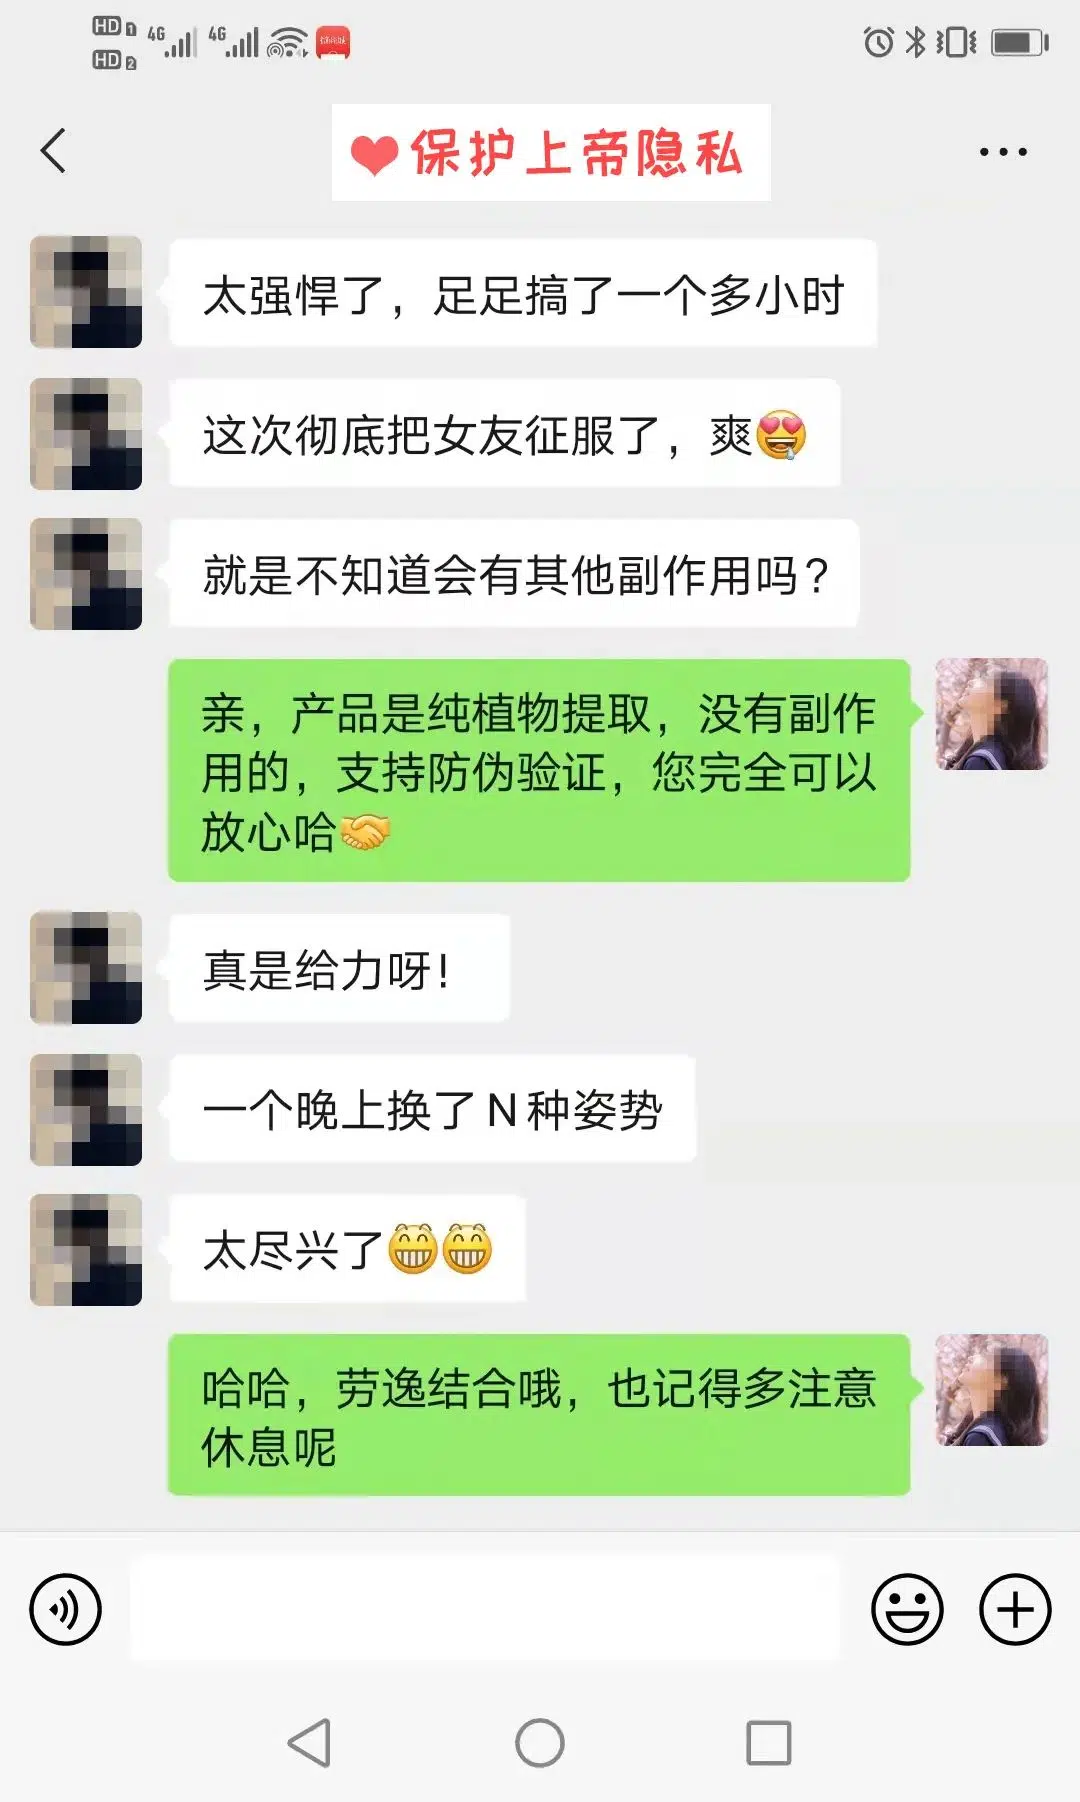 HD 1 4G 4G
HD 2
保护上帝隐私
太强悍了，足足搞了一个多小时
这次彻底把女友征服了，爽
就是不知道会有其他副作用吗？
亲，产品是纯植物提取，没有副作
用的，支持防伪验证，您完全可以
放心哈
真是给力呀！
一个晚上换了N种姿势
太尽兴了
哈哈，劳逸结合哦，也记得多注意
休息呢